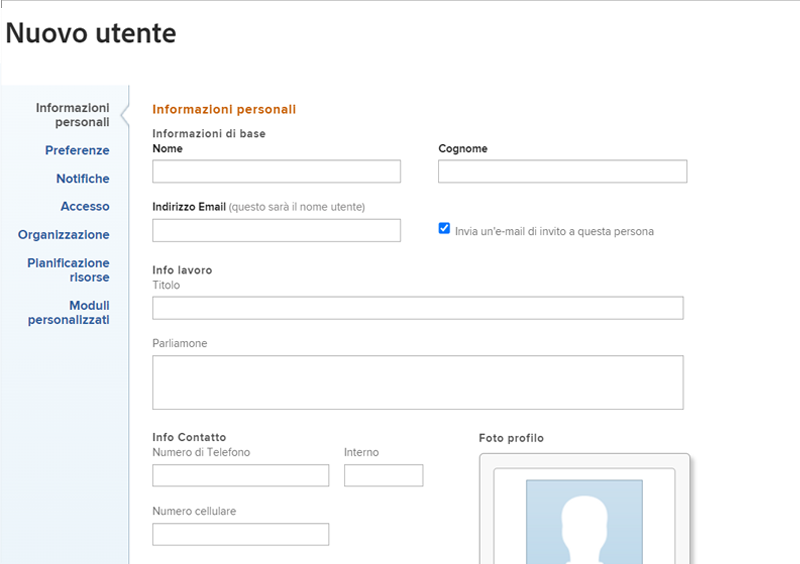 Nuovo utente
Informazioni
personali
Preferenze
Notifiche
Accesso
Organizzazione
Pianificazione
risorse
Moduli
personalizzati
Informazioni personali
Informazioni di base
Nome
Cognome
Indirizzo Email (questo sarà il nome utente)
Invia un'e-mail di invito a questa persona
Info lavoro
Titolo
Parliamone
Info Contatto
Numero di Telefono
Interno
Numero cellulare
Foto profilo